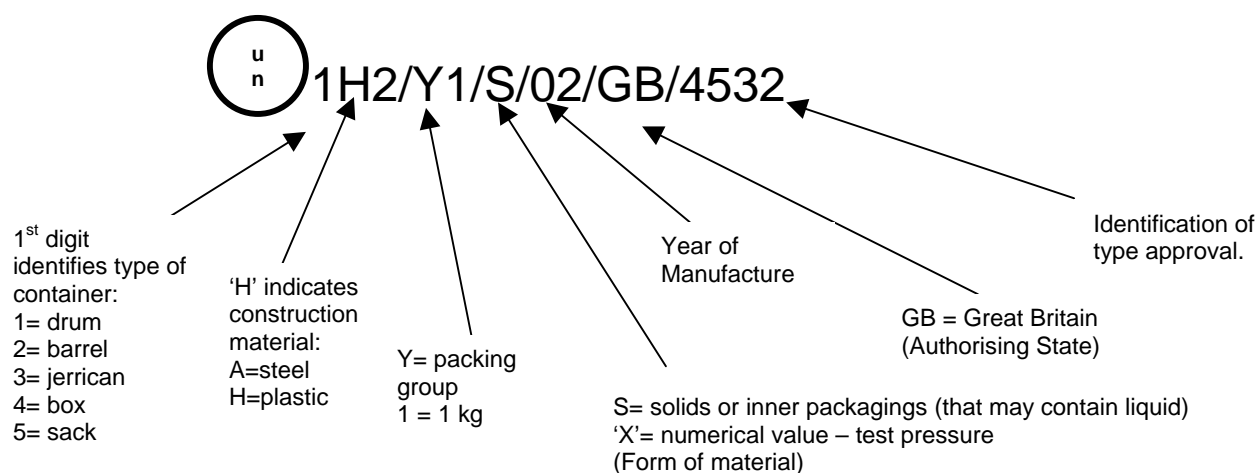 u
n
1H2/Y1/S/02/GB/4532
1st digit
identifies type of
container:
1= drum
2= barrel
3= jerrican
4= box
5= sack
‘H’ indicates
construction
material:
A=steel
H=plastic
Y= packing
group
1 = 1 kg
S= solids or inner packagings (that may contain liquid)
‘X’= numerical value – test pressure
(Form of material)
Year of
Manufacture
GB = Great Britain
(Authorising State)
Identification of
type approval.